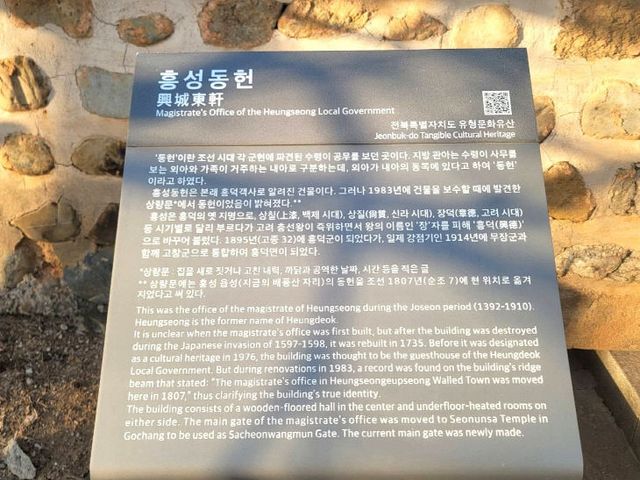 흥성동헌
興城東軒
Magistrate's Office of the Heungseong Local Government
전북특별자치도 유형문화유산
Jeonbuk-do Tangible Cultural Heritage
'동헌'이란 조선 시대 각 군현에 파견된 수령이 공무를 보던 곳이다. 지방 관아는 수령이 사무를
보는 외아와 가족이 거주하는 내아로 구분하는데, 외아가 내아의 동쪽에 있다고 하여 '동헌'
이라고 하였다.
흥성동헌은 본래 흥덕객사로 알려진 건물이다. 그러나 1983년에 건물을 보수할 때에 발견한
상량문*에서 동헌이었음이 밝혀졌다.**
흥성은 흥덕의 옛 지명으로, 상칠(上漆, 백제 시대), 상질(尙質, 신라 시대), 장덕(章德, 고려 시대)
등 시기별로 달리 부르다가 고려 충선왕이 즉위하면서 왕의 이름인 '장'자를 피해 '흥덕(興德)'
으로 바꾸어 불렀다. 1895년(고종 32)에 흥덕군이 되었다가, 일제 강점기인 1914년에 무장군과
함께 고창군으로 통합하여 흥덕면이 되었다.
*상량문 : 집을 새로 짓거나 고친 내력, 까닭과 공역한 날짜, 시간 등을 적은 글
** 상량문에는 흥성 읍성(지금의 배풍산 자리)의 동헌을 조선 1807년(순조 7)에 현 위치로 옮겨
지었다고 써 있다.
This was the office of the magistrate of Heungseong during the Joseon period (1392-1910).
Heungseong is the former name of Heungdeok.
It is unclear when the magistrate's office was first built, but after the building was destroyed
during the Japanese invasion of 1597-1598, it was rebuilt in 1735. Before it was designated
as a cultural heritage in 1976, the building was thought to be the guesthouse of the Heungdeok
Local Government. But during renovations in 1983, a record was found on the building's ridge
beam that stated: "The magistrate's office in Heungseongeupseong Walled Town was moved
here in 1807," thus clarifying the building's true identity.
The building consists of a wooden-floored hall in the center and underfloor-heated rooms on
either side. The main gate of the magistrate's office was moved to Seonunsa Temple in
Gochang to be used as Sacheonwangmun Gate. The current main gate was newly made.